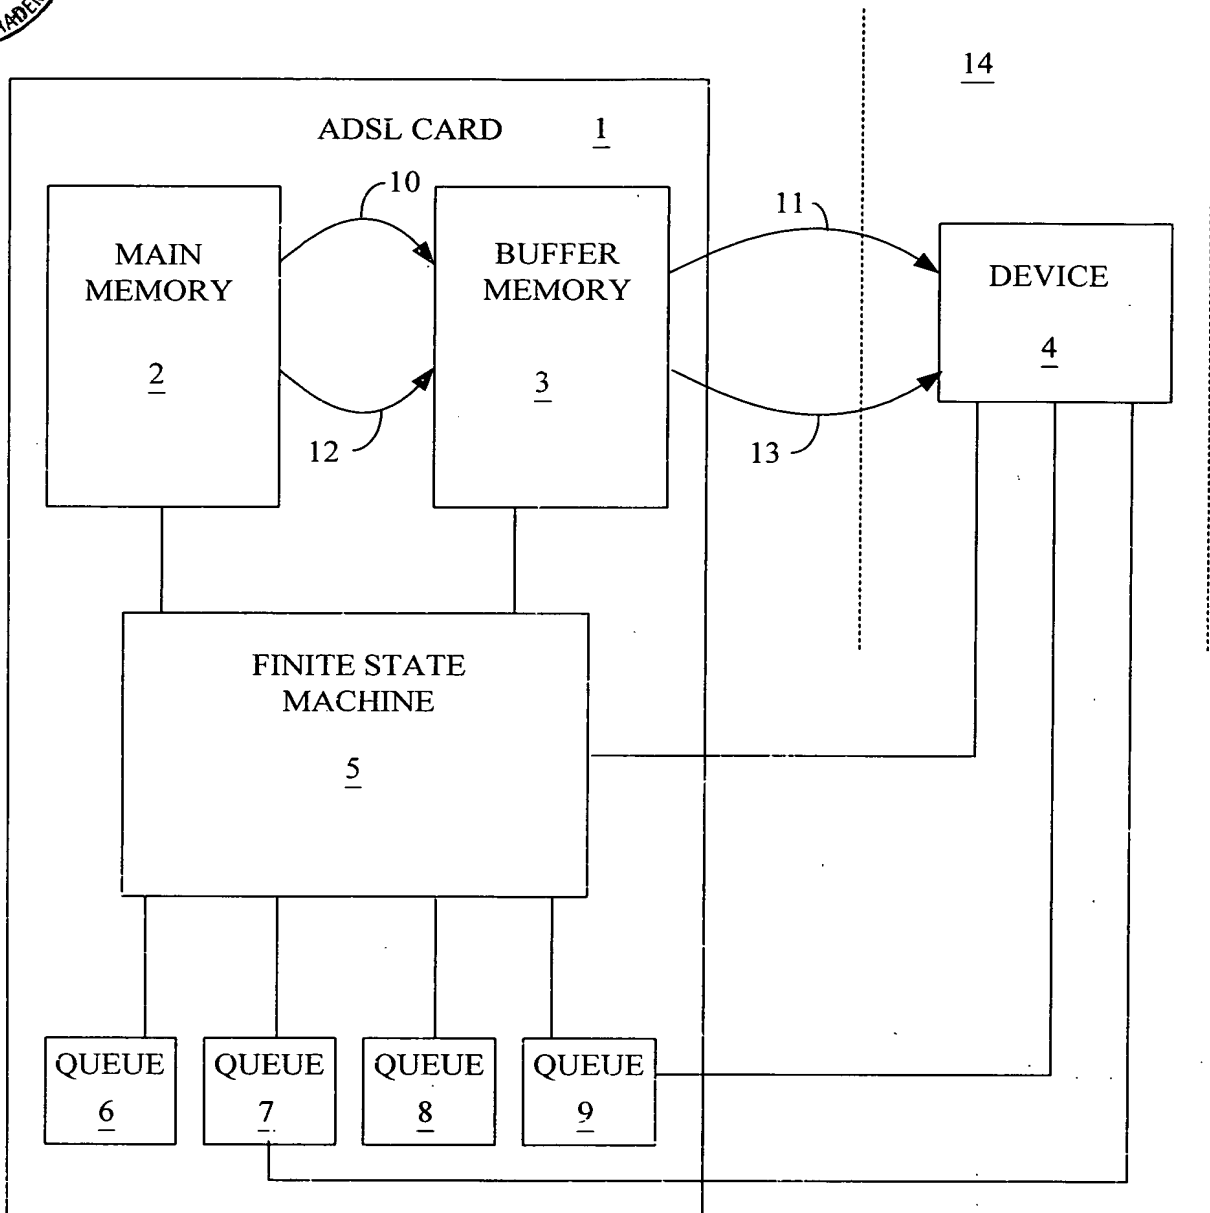 14
ADSL CARD 1
10
11
MAIN
MEMORY
2
BUFFER
MEMORY
3
DEVICE
4
12
13
FINITE STATE
MACHINE
5
QUEUE
6
QUEUE
7
QUEUE
8
QUEUE
9